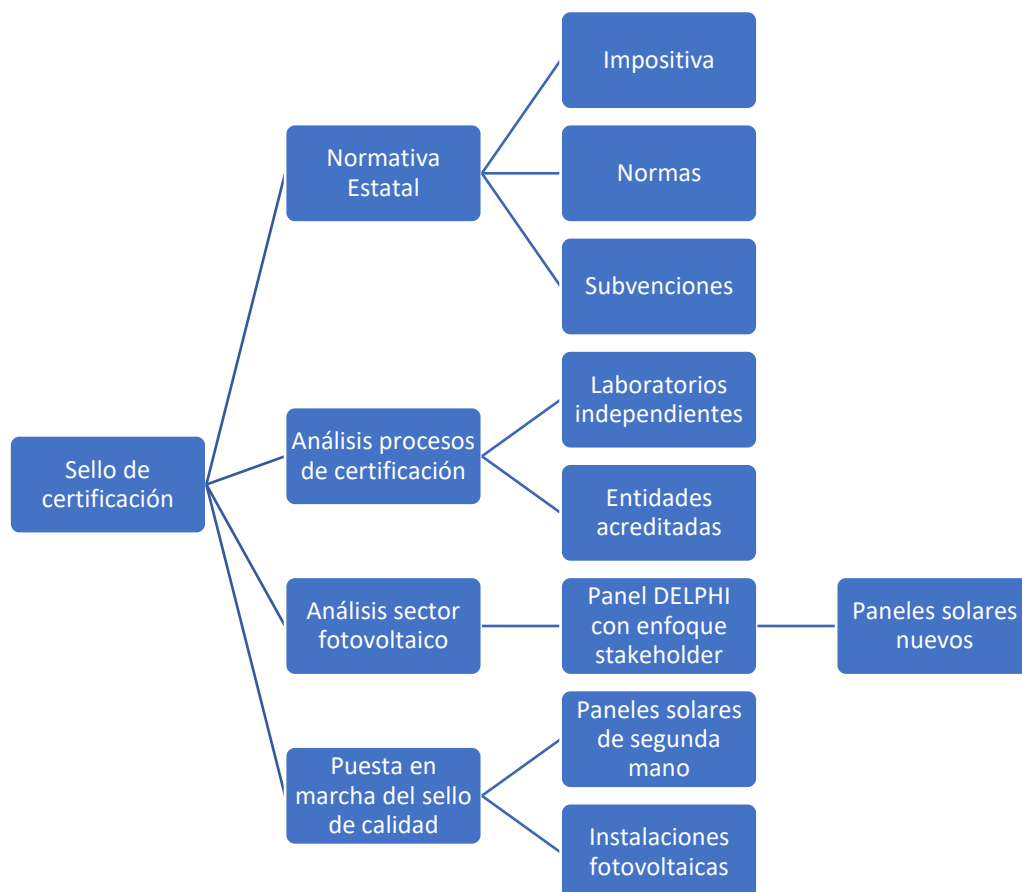 Sello de
certificación
Normativa
Estatal
Impositiva
Normas
Subvenciones
Análisis procesos
de certificación
Laboratorios
independientes
Entidades
acreditadas
Análisis sector
fotovoltaico
Panel DELPHI
con enfoque
stakeholder
Paneles solares
nuevos
Puesta en
marcha del sello
de calidad
Paneles solares
de segunda
mano
Instalaciones
fotovoltaicas